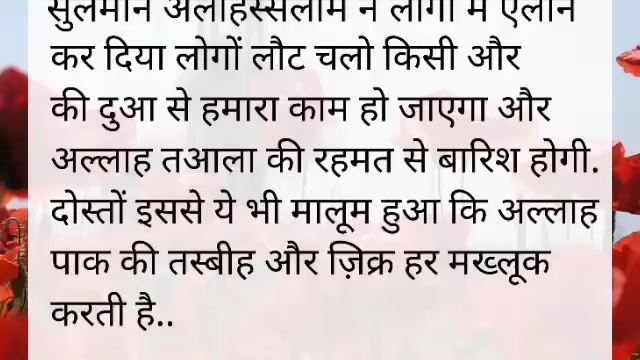 सुलेमान अलैहिस्सलाम ने लोगों में ऐलान
कर दिया लोगों लौट चलो किसी और
की दुआ से हमारा काम हो जाएगा और
अल्लाह तआला की रहमत से बारिश होगी.
दोस्तों इससे ये भी मालूम हुआ कि अल्लाह
पाक की तस्बीह और ज़िक्र हर मख्लूक
करती है..